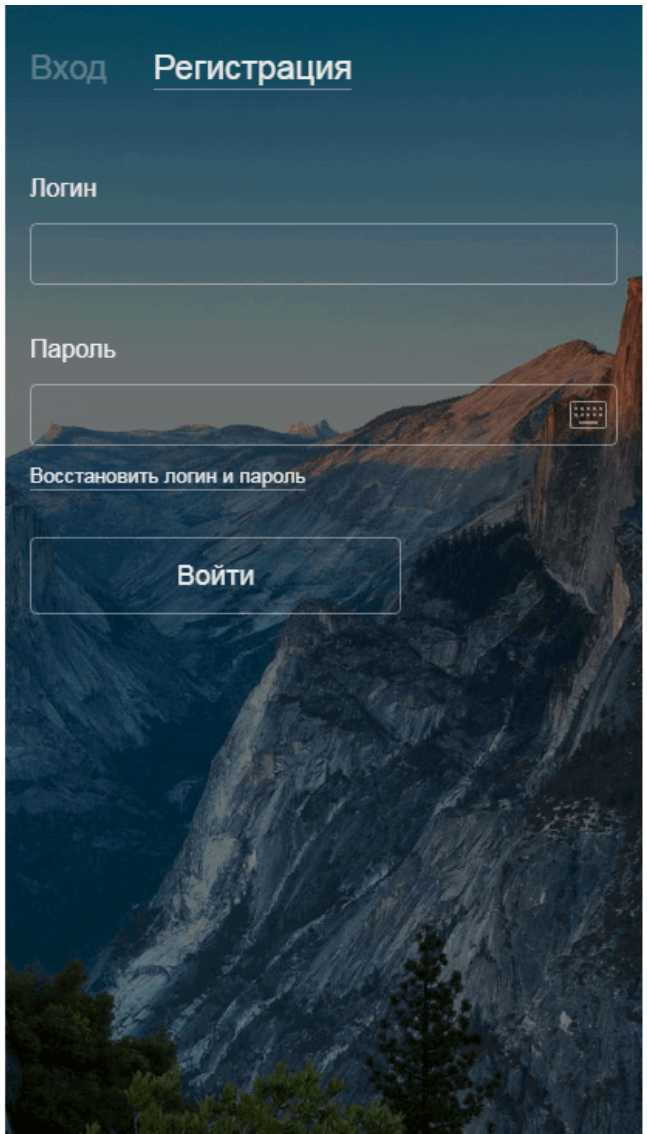 Вход Регистрация
Логин
Пароль
Восстановить логин и пароль
Войти